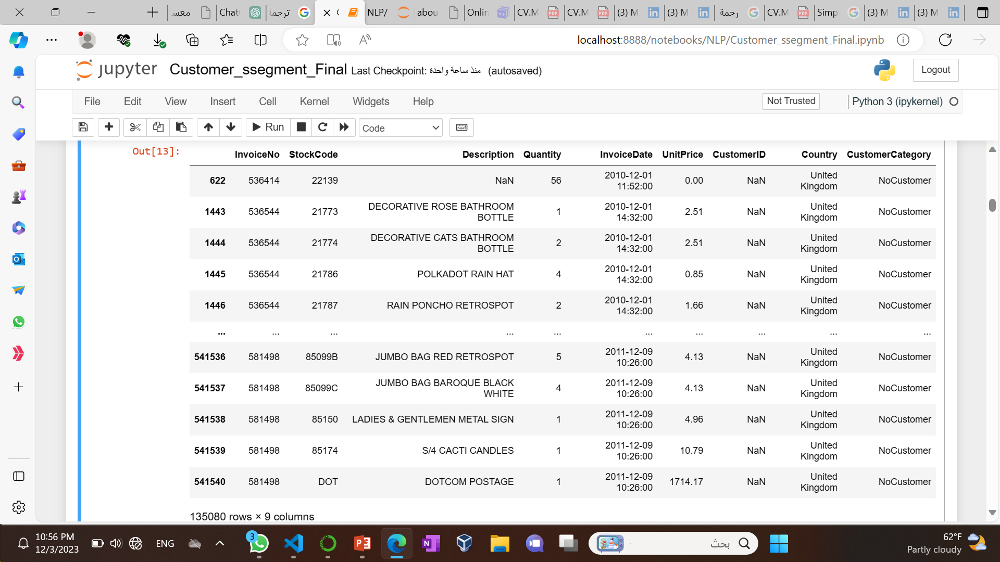 معس
Chat
ترجمة
NLP/
abou
Onlin
CV.M
CV.M
(3) M
(3) M
رجمة
CV.M
Simp
(3) M
(3) M
localhost:8888/notebooks/NLP/Customer_ssegment_Final.ipynb
jupyter Customer_ssegment_Final Last Checkpoint: منذ ساعة واحدة (autosaved)
Logout
File Edit View Insert Cell Kernel Widgets Help
Not Trusted
Python 3 (ipykernel)
Run
Code
Out[13]:
InvoiceNo StockCode Description Quantity InvoiceDate UnitPrice CustomerID Country CustomerCategory
622 536414 22139 NaN 56 2010-12-01 11:52:00 0.00 NaN United Kingdom NoCustomer
1443 536544 21773 DECORATIVE ROSE BATHROOM BOTTLE 1 2010-12-01 14:32:00 2.51 NaN United Kingdom NoCustomer
1444 536544 21774 DECORATIVE CATS BATHROOM BOTTLE 2 2010-12-01 14:32:00 2.51 NaN United Kingdom NoCustomer
1445 536544 21786 POLKADOT RAIN HAT 4 2010-12-01 14:32:00 0.85 NaN United Kingdom NoCustomer
1446 536544 21787 RAIN PONCHO RETROSPOT 2 2010-12-01 14:32:00 1.66 NaN United Kingdom NoCustomer
... ... ... ... ... ... ... ... ... ...
541536 581498 85099B JUMBO BAG RED RETROSPOT 5 2011-12-09 10:26:00 4.13 NaN United Kingdom NoCustomer
541537 581498 85099C JUMBO BAG BAROQUE BLACK WHITE 4 2011-12-09 10:26:00 4.13 NaN United Kingdom NoCustomer
541538 581498 85150 LADIES & GENTLEMEN METAL SIGN 1 2011-12-09 10:26:00 4.96 NaN United Kingdom NoCustomer
541539 581498 85174 S/4 CACTI CANDLES 1 2011-12-09 10:26:00 10.79 NaN United Kingdom NoCustomer
541540 581498 DOT DOTCOM POSTAGE 1 2011-12-09 10:26:00 1714.17 NaN United Kingdom NoCustomer
135080 rows × 9 columns
10:56 PM
12/3/2023
ENG
3
بحث
62°F
Partly cloudy